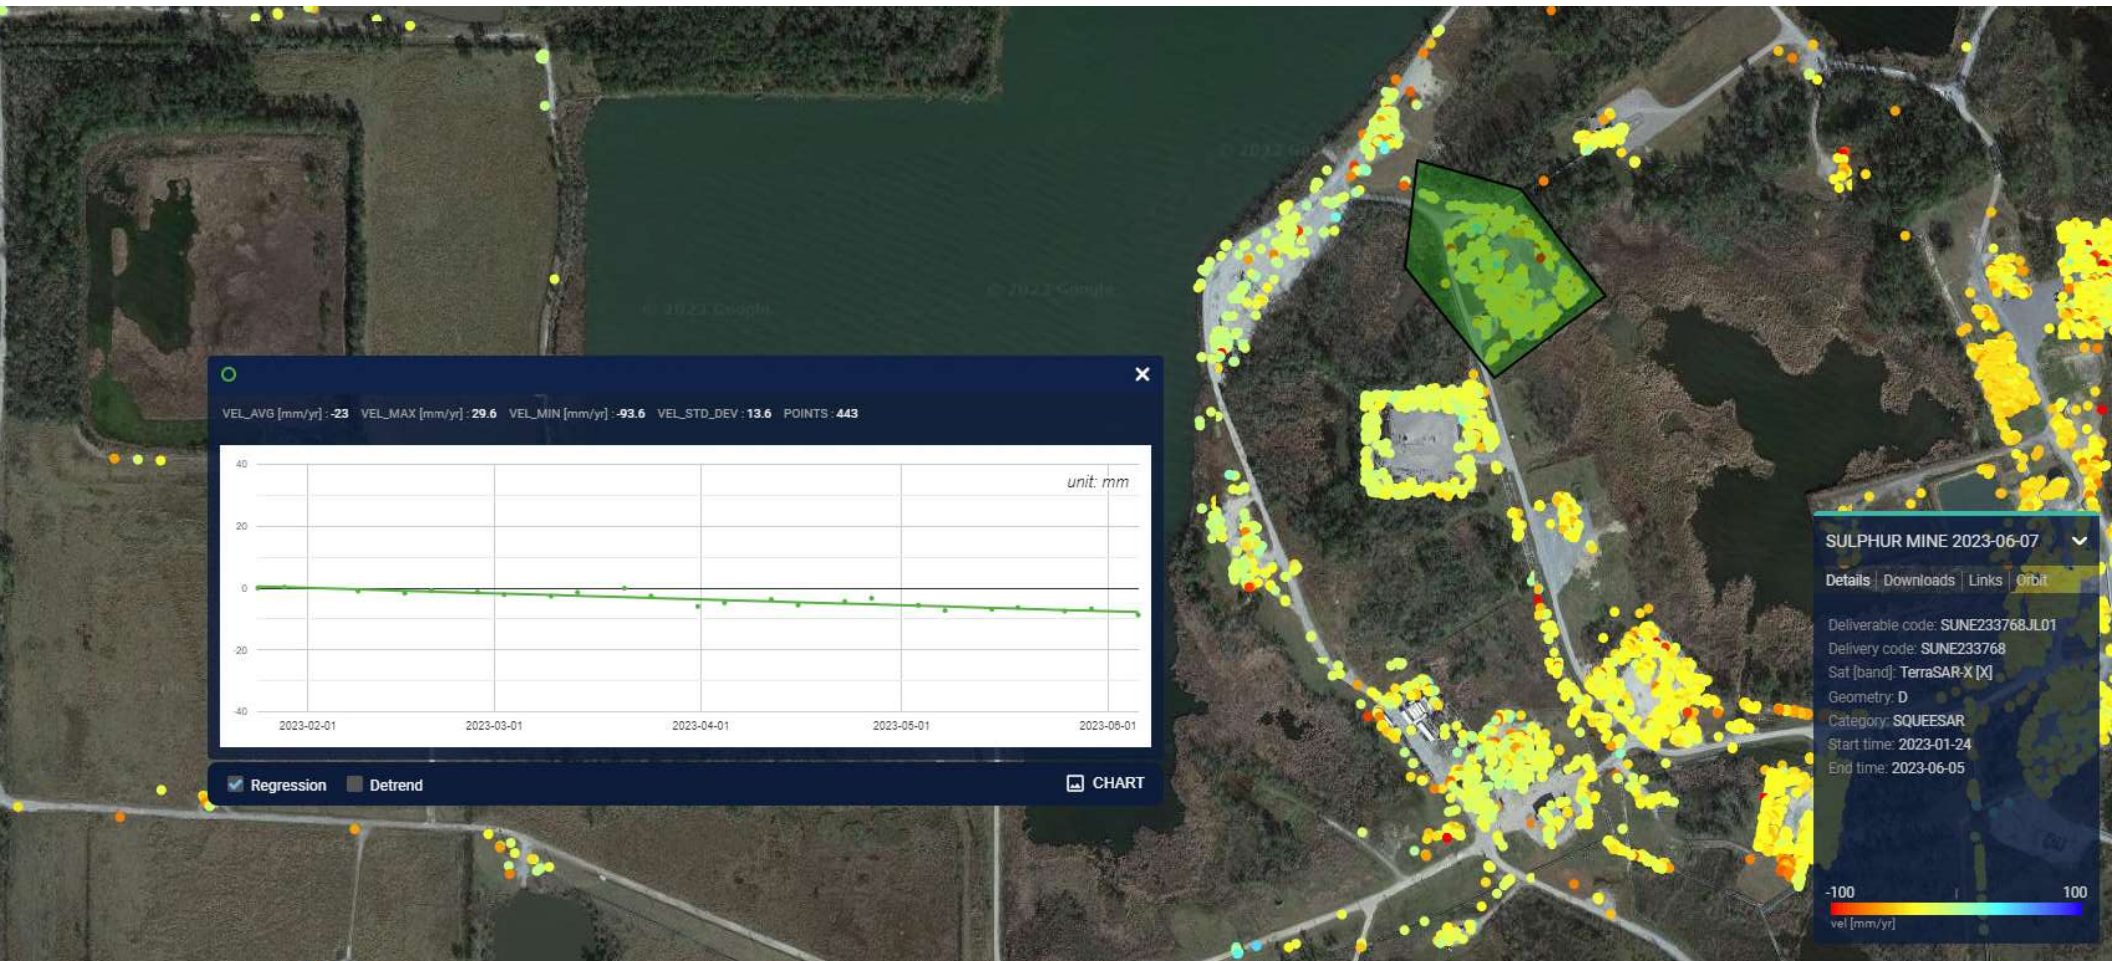 © 2023 Google
© 2023 Google
VEL_AVG [mm/yr] : -23 VEL_MAX [mm/yr] : 29.6 VEL_MIN [mm/yr] : -93.6 VEL_STD_DEV : 13.6 POINTS : 443
unit: mm
40
20
0
-20
-40
2023-02-01 2023-03-01 2023-04-01 2023-05-01 2023-06-01
Regression Detrend CHART
SULPHUR MINE 2023-06-07
Details | Downloads | Links | Orbit
Deliverable code: SUNE233768JL01
Delivery code: SUNE233768
Sat [band]: TerraSAR-X [X]
Geometry: D
Category: SQUEESAR
Start time: 2023-01-24
End time: 2023-06-05
-100 100
vel [mm/yr]